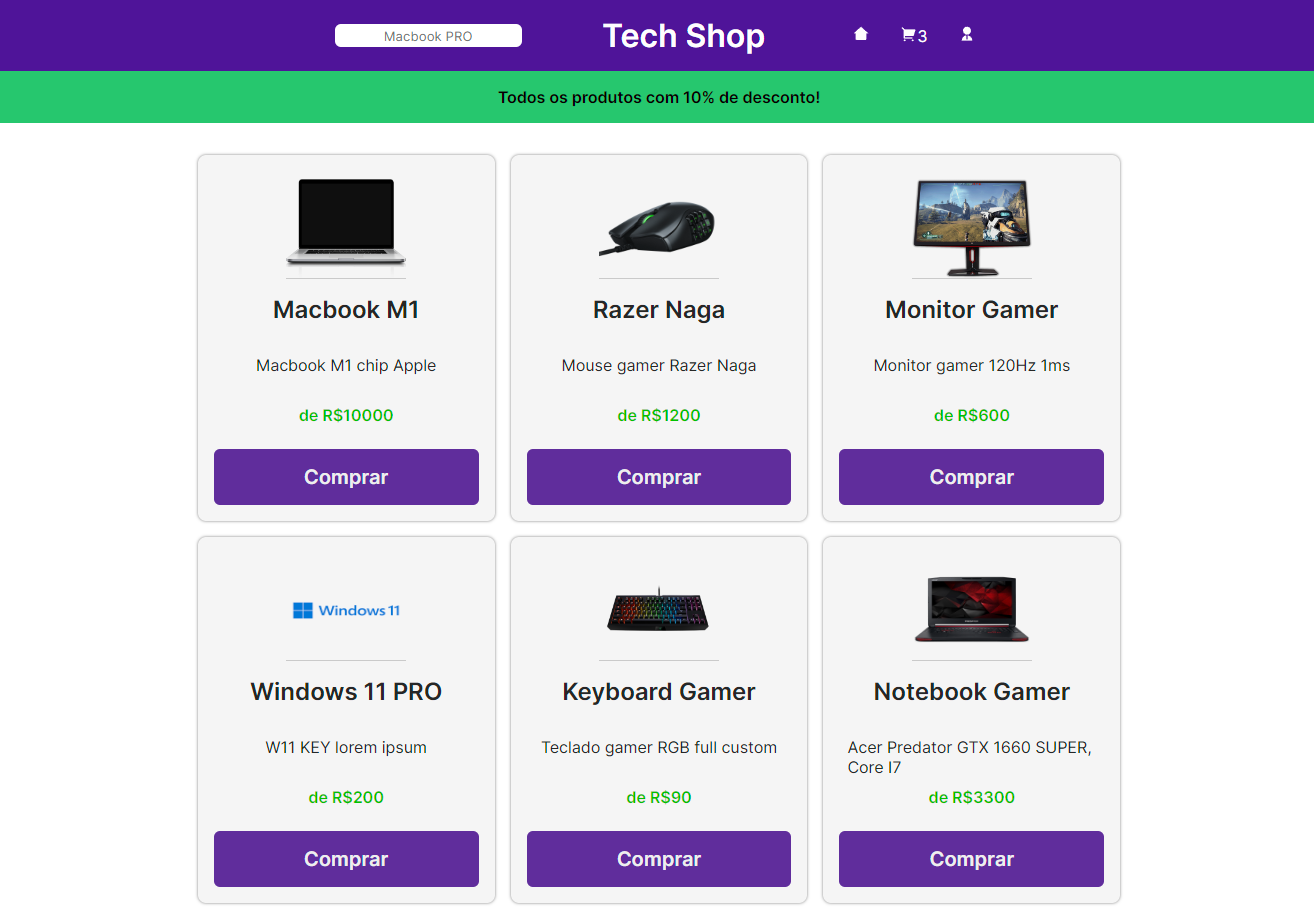 Macbook PRO
Tech Shop
3
Todos os produtos com 10% de desconto!
Macbook M1
Macbook M1 chip Apple
de R$10000
Comprar
Razer Naga
Mouse gamer Razer Naga
de R$1200
Comprar
Monitor Gamer
Monitor gamer 120Hz 1ms
de R$600
Comprar
Windows 11
Windows 11 PRO
W11 KEY lorem ipsum
de R$200
Comprar
Keyboard Gamer
Teclado gamer RGB full custom
de R$90
Comprar
Notebook Gamer
Acer Predator GTX 1660 SUPER,
Core I7
de R$3300
Comprar